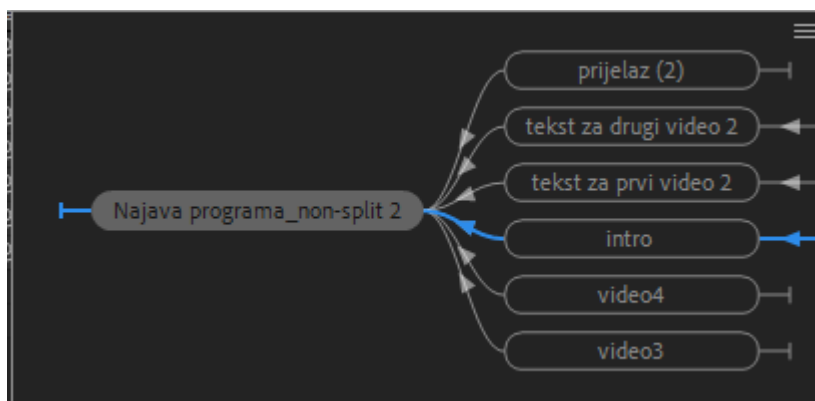 prijelaz (2)
tekst za drugi video 2
tekst za prvi video 2
Najava programa_non-split 2
intro
video4
video3